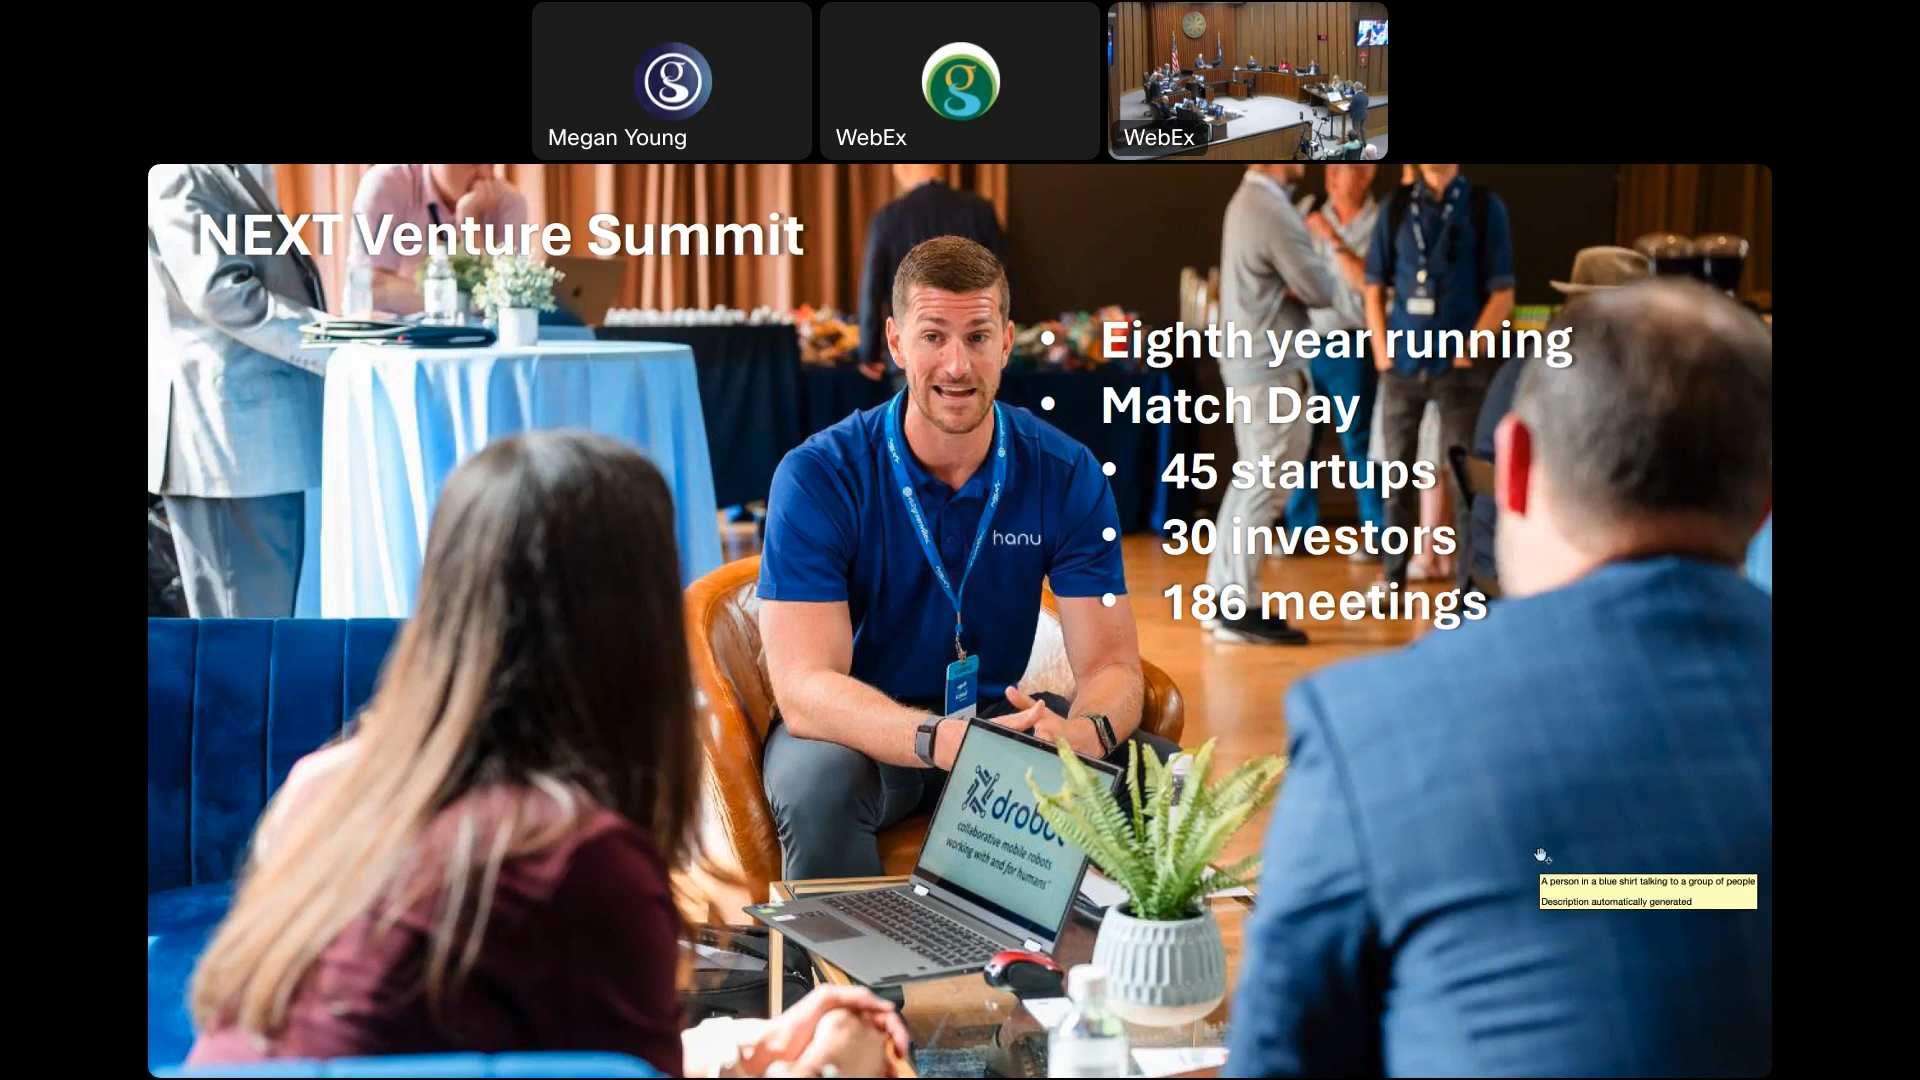 Megan Young
WebEx
WebEx
NEXT Venture Summit
• Eighth year running
• Match Day
• 45 startups
• 30 investors
• 186 meetings
hanu
drobot
collaborative mobile robots
working with and for humans
A person in a blue shirt talking to a group of people
Description automatically generated